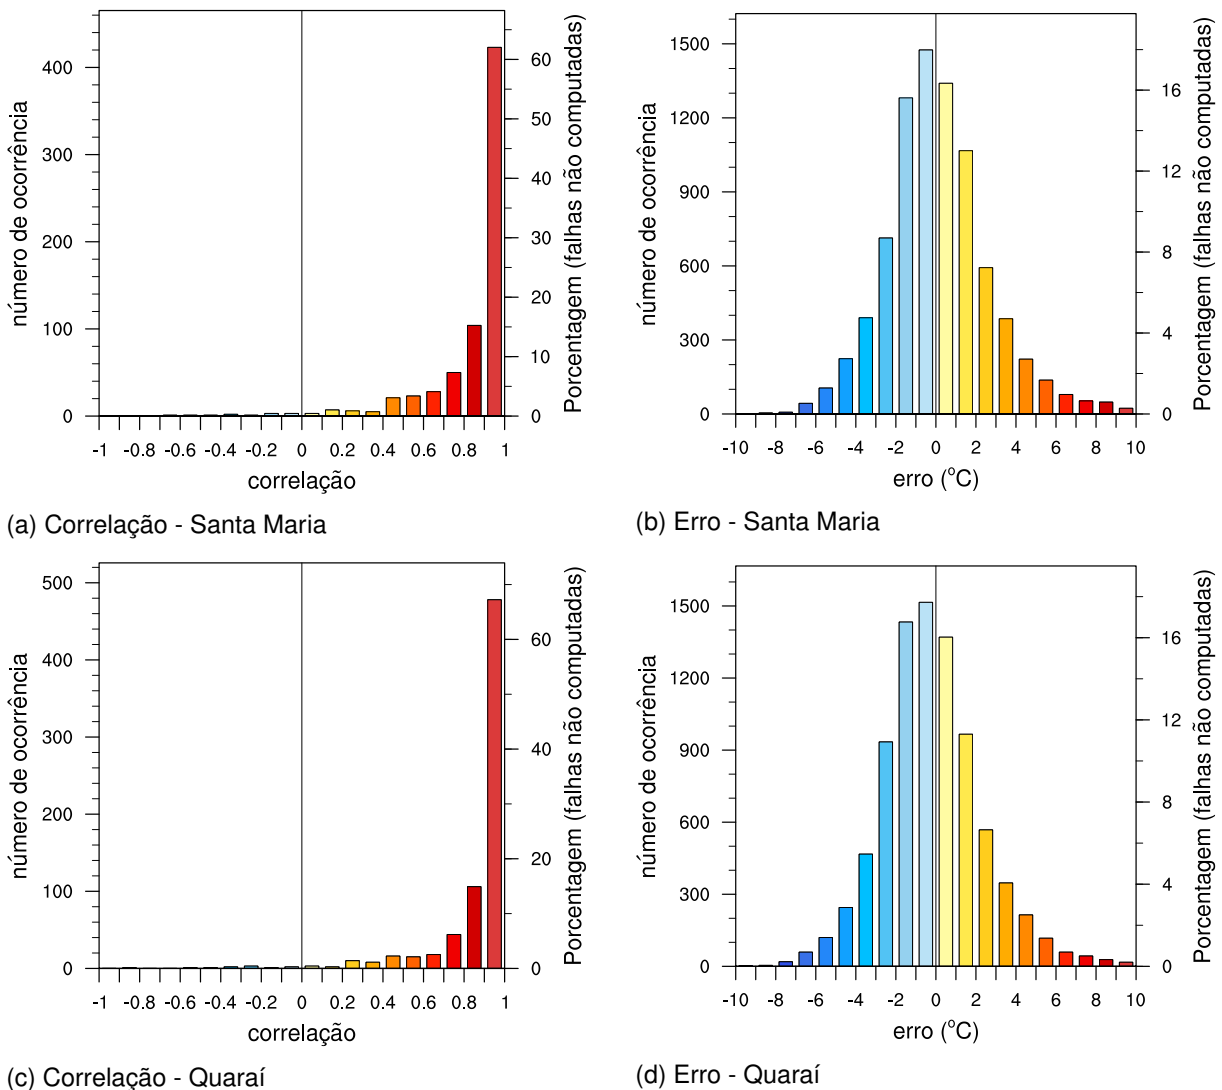 400
300
200
100
0
número de ocorrência
60
50
40
30
20
10
0
Porcentagem (falhas não computadas)
-1 -0.8 -0.6 -0.4 -0.2 0 0.2 0.4 0.6 0.8 1
correlação
(a) Correlação - Santa Maria
1500
1200
900
600
300
0
número de ocorrência
16
12
8
4
0
Porcentagem (falhas não computadas)
-10 -8 -6 -4 -2 0 2 4 6 8 10
erro (°C)
(b) Erro - Santa Maria
500
400
300
200
100
0
número de ocorrência
60
40
20
0
Porcentagem (falhas não computadas)
-1 -0.8 -0.6 -0.4 -0.2 0 0.2 0.4 0.6 0.8 1
correlação
(c) Correlação - Quaraí
1500
1200
900
600
300
0
número de ocorrência
16
12
8
4
0
Porcentagem (falhas não computadas)
-10 -8 -6 -4 -2 0 2 4 6 8 10
erro (°C)
(d) Erro - Quaraí